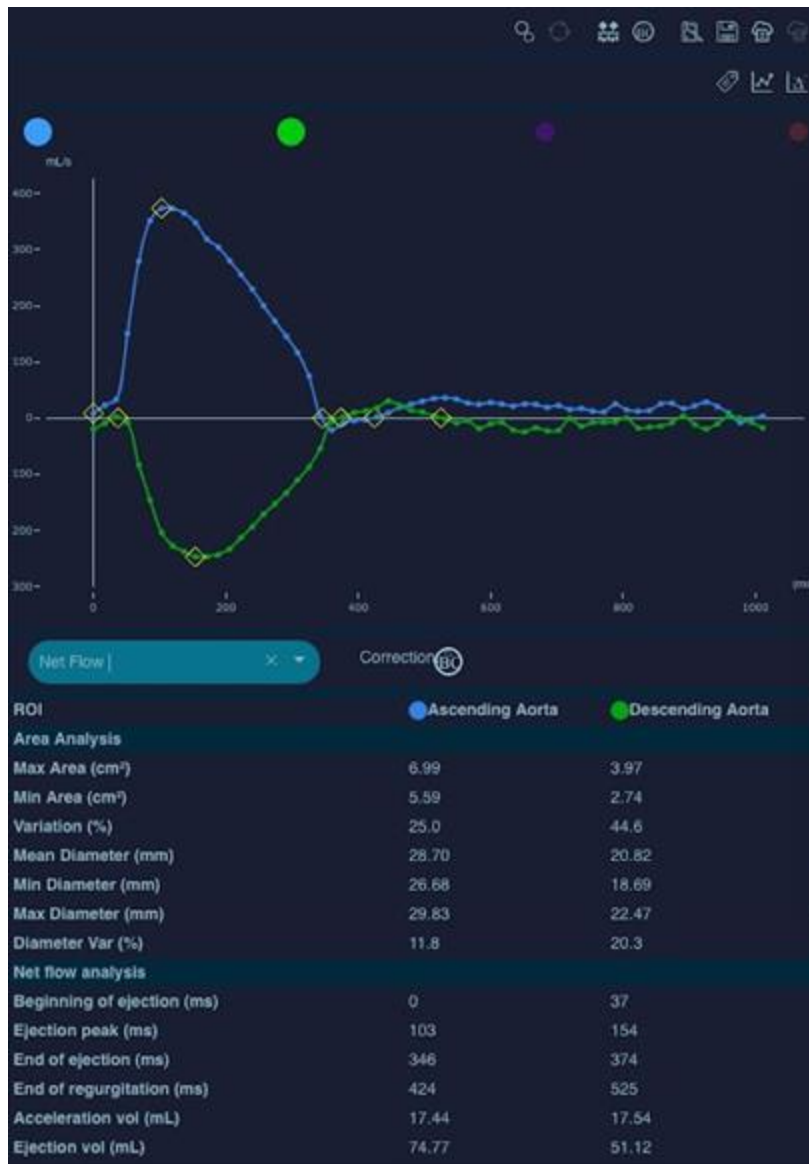 mL/s
400
300
200
100
0
100
200
300
0 200 400 600 800 1000
Net Flow
Correction BC
ROI Ascending Aorta Descending Aorta
Area Analysis
Max Area (cm²) 6.99 3.97
Min Area (cm²) 5.59 2.74
Variation (%) 25.0 44.6
Mean Diameter (mm) 28.70 20.82
Min Diameter (mm) 26.68 18.69
Max Diameter (mm) 29.83 22.47
Diameter Var (%) 11.8 20.3
Net flow analysis
Beginning of ejection (ms) 0 37
Ejection peak (ms) 103 154
End of ejection (ms) 346 374
End of regurgitation (ms) 424 525
Acceleration vol (mL) 17.44 17.54
Ejection vol (mL) 74.77 51.12